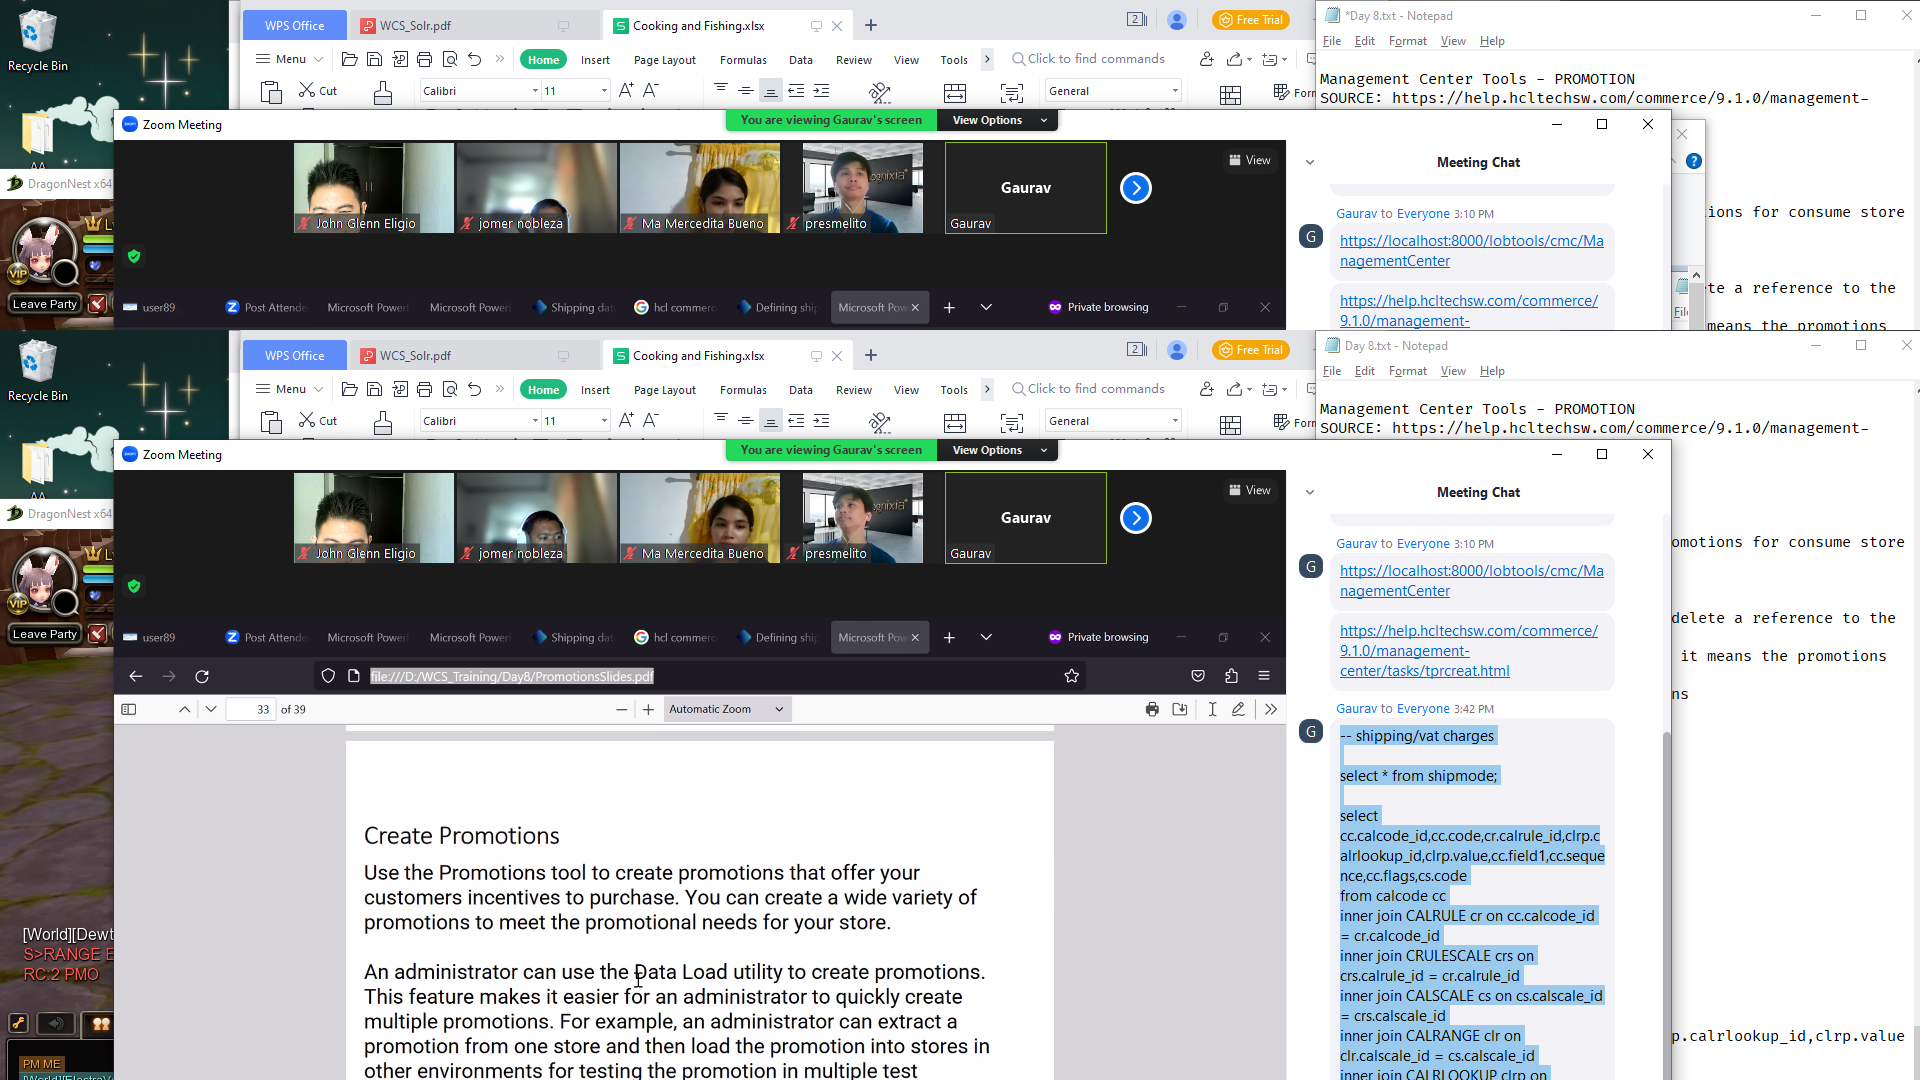 Recycle Bin
AA
DragonNest x64
VIP
Leave Party
WPS Office
WCS_Solr.pdf
Cooking and Fishing.xlsx
Free Trial
Menu
Home
Insert
Page Layout
Formulas
Data
Review
View
Tools
Click to find commands
Cut
Calibri
11
General
*Day 8.txt - Notepad
File
Edit
Format
View
Help
Management Center Tools - PROMOTION
SOURCE: https://help.hcltechsw.com/commerce/9.1.0/management-
Zoom Meeting
You are viewing Gaurav's screen
View Options
View
John Glenn Eligio
jomer nobleza
Ma Mercedita Bueno
presmelito
Gaurav
Gaurav
user89
Post Attende
Microsoft Power
Microsoft Power
Shipping dat
hcl commerc
Defining ship
Microsoft Pow
Private browsing
Meeting Chat
Gaurav to Everyone 3:10 PM
G
https://localhost:8000/lobtools/cmc/Ma
nagementCenter
https://help.hcltechsw.com/commerce/
9.1.0/management-
ions for consume store
te a reference to the
means the promotions
Recycle Bin
AA
DragonNest x64
VIP
Leave Party
WPS Office
WCS_Solr.pdf
Cooking and Fishing.xlsx
2
Free Trial
Menu
Home
Insert
Page Layout
Formulas
Data
Review
View
Tools
Click to find commands
Cut
Calibri
11
General
Day 8.txt - Notepad
File
Edit
Format
View
Help
Management Center Tools - PROMOTION
SOURCE: https://help.hcltechsw.com/commerce/9.1.0/management-
Zoom Meeting
You are viewing Gaurav's screen
View Options
View
John Glenn Eligio
jomer nobleza
Ma Mercedita Bueno
presmelito
Gaurav
Gaurav
user89
Post Attende
Microsoft Power
Microsoft Power
Shipping dat
hcl commerc
Defining ship
Microsoft Pow
Private browsing
file:///D:/WCS_Training/Day8/PromotionsSlides.pdf
33 of 39
Automatic Zoom
Create Promotions
Use the Promotions tool to create promotions that offer your
customers incentives to purchase. You can create a wide variety of
promotions to meet the promotional needs for your store.
An administrator can use the Data Load utility to create promotions.
This feature makes it easier for an administrator to quickly create
multiple promotions. For example, an administrator can extract a
promotion from one store and then load the promotion into stores in
other environments for testing the promotion in multiple test
Meeting Chat
Gaurav to Everyone 3:10 PM
G
https://localhost:8000/lobtools/cmc/Ma
nagementCenter
https://help.hcltechsw.com/commerce/
9.1.0/management-
center/tasks/tprcreat.html
Gaurav to Everyone 3:42 PM
G
-- shipping/vat charges
select * from shipmode;
select
cc.calcode_id,cc.code,cr.calrule_id,clrp.c
alrlookup_id,clrp.value,cc.field1,cc.seque
nce,cc.flags,cs.code
from calcode cc
inner join CALRULE cr on cc.calcode_id
= cr.calcode_id
inner join CRULESCALE crs on
crs.calrule_id = cr.calrule_id
inner join CALSCALE cs on cs.calscale_id
= crs.calscale_id
inner join CALRANGE clr on
clr.calscale_id = cs.calscale_id
inner join CALRLOOKUP clrp on
omotions for consume store
delete a reference to the
it means the promotions
ns
p.calrlookup_id,clrp.value
[World][Dewt
S>RANGE E
RC:2 PMO
PM ME